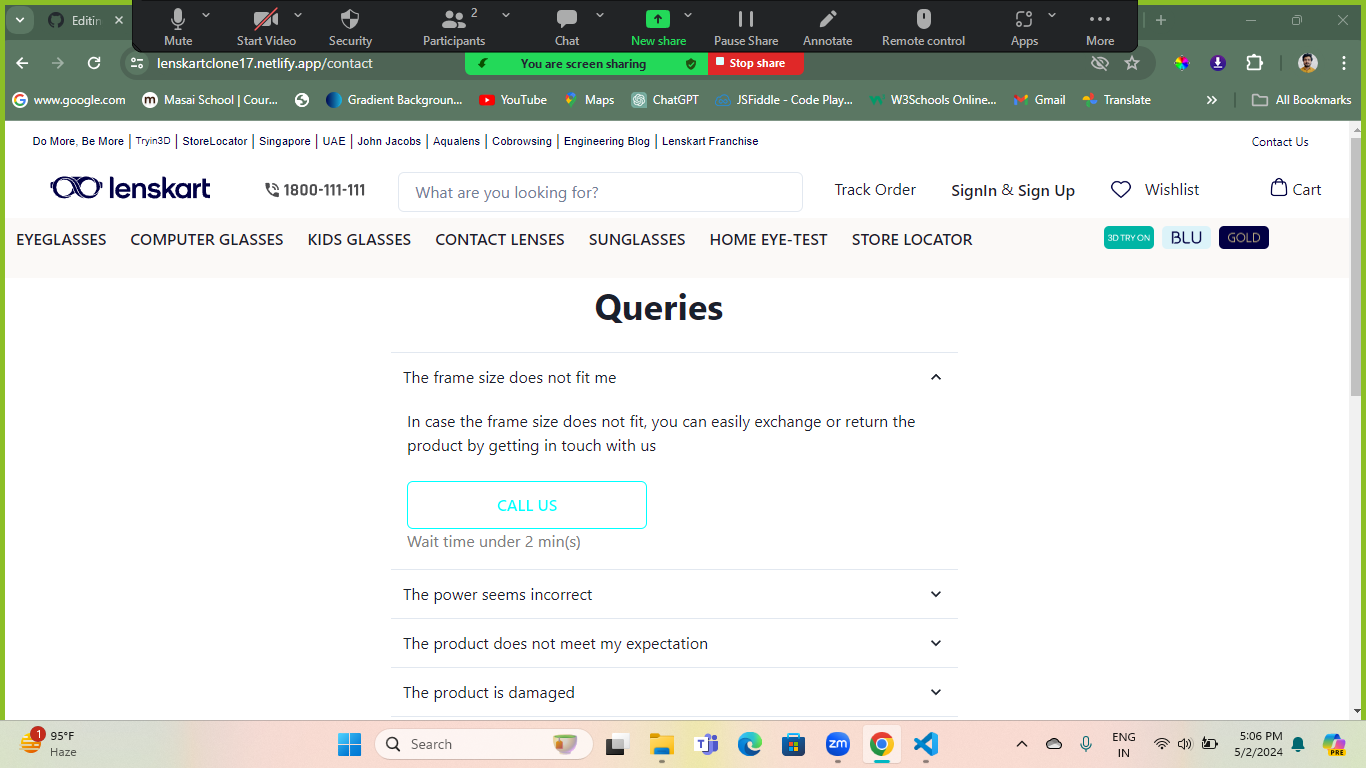 Editin
Mute
Start Video
Security
2
Participants
Chat
New share
Pause Share
Annotate
Remote control
Apps
More
lenskartclone17.netlify.app/contact
You are screen sharing
Stop share
www.google.com
Masai School | Cour...
Gradient Backgroun...
YouTube
Maps
ChatGPT
JSFiddle - Code Play...
W3Schools Online...
Gmail
Translate
All Bookmarks
Do More, Be More | Tryin3D | StoreLocator | Singapore | UAE | John Jacobs | Aqualens | Cobrowsing | Engineering Blog | Lenskart Franchise
Contact Us
lenskart
1800-111-111
What are you looking for?
Track Order
SignIn & Sign Up
Wishlist
Cart
EYEGLASSES
COMPUTER GLASSES
KIDS GLASSES
CONTACT LENSES
SUNGLASSES
HOME EYE-TEST
STORE LOCATOR
3D TRY ON
BLU
GOLD
Queries
The frame size does not fit me
In case the frame size does not fit, you can easily exchange or return the
product by getting in touch with us
CALL US
Wait time under 2 min(s)
The power seems incorrect
The product does not meet my expectation
The product is damaged
1
95°F
Haze
Search
zm
ENG
IN
5:06 PM
5/2/2024
PRE